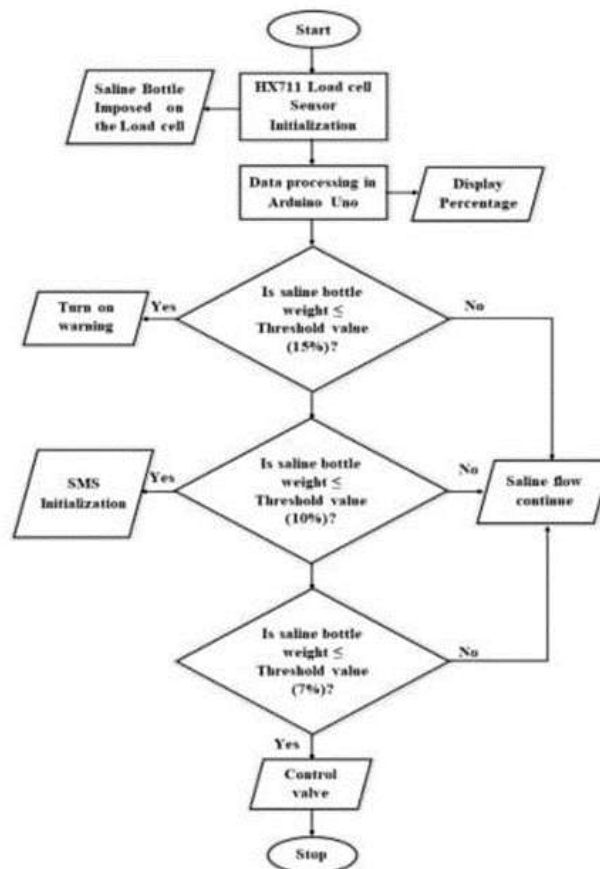 Start
Saline Bottle
Imposed on
the Load cell
HX711 Load cell
Sensor
Initialization
Data processing in
Arduino Uno
Display
Percentage
Is saline bottle
weight ≤
Threshold value
(15%)?
Yes
No
Turn on
warning
Is saline bottle
weight ≤
Threshold value
(10%)?
Yes
No
SMS
Initialization
Saline flow
continue
Is saline bottle
weight ≤
Threshold value
(7%)?
No
Yes
Control
valve
Stop